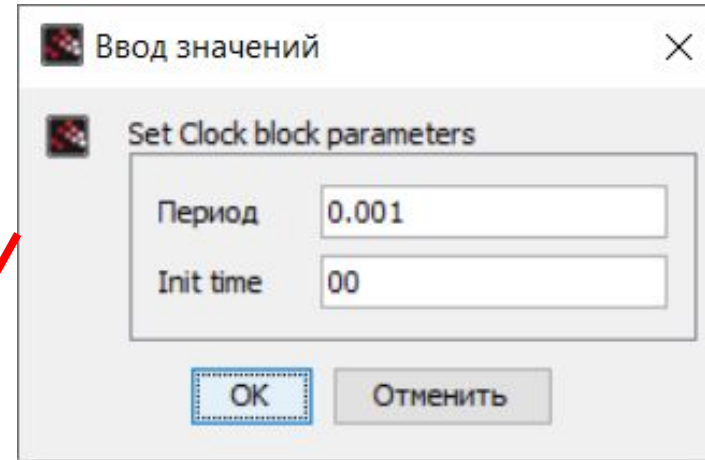 Ввод значений
Set Clock block parameters
Период 0.001
Init time 00
OK Отменить